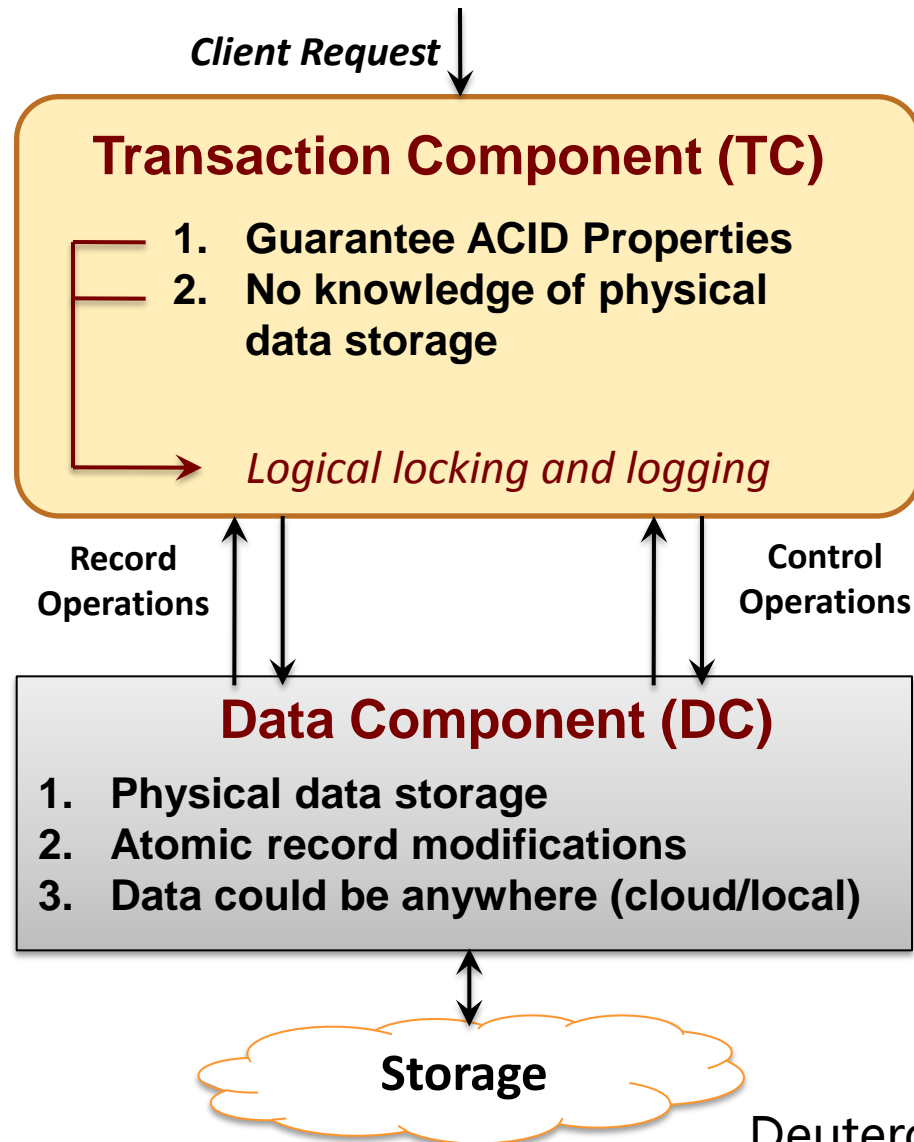 Client Request
Transaction Component (TC)
1. Guarantee ACID Properties
2. No knowledge of physical
data storage
Logical locking and logging
Record
Operations
Control
Operations
Data Component (DC)
1. Physical data storage
2. Atomic record modifications
3. Data could be anywhere (cloud/local)
Storage